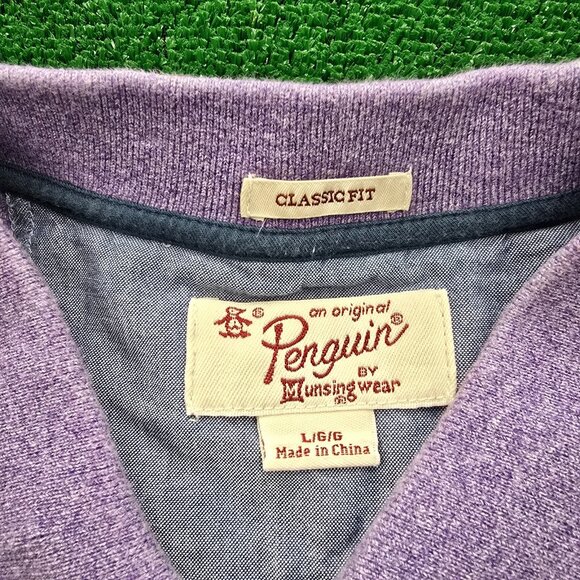 CLASSIC FIT
an original
Penguin®
BY
Munsingwear
®
L/G/G
Made in China